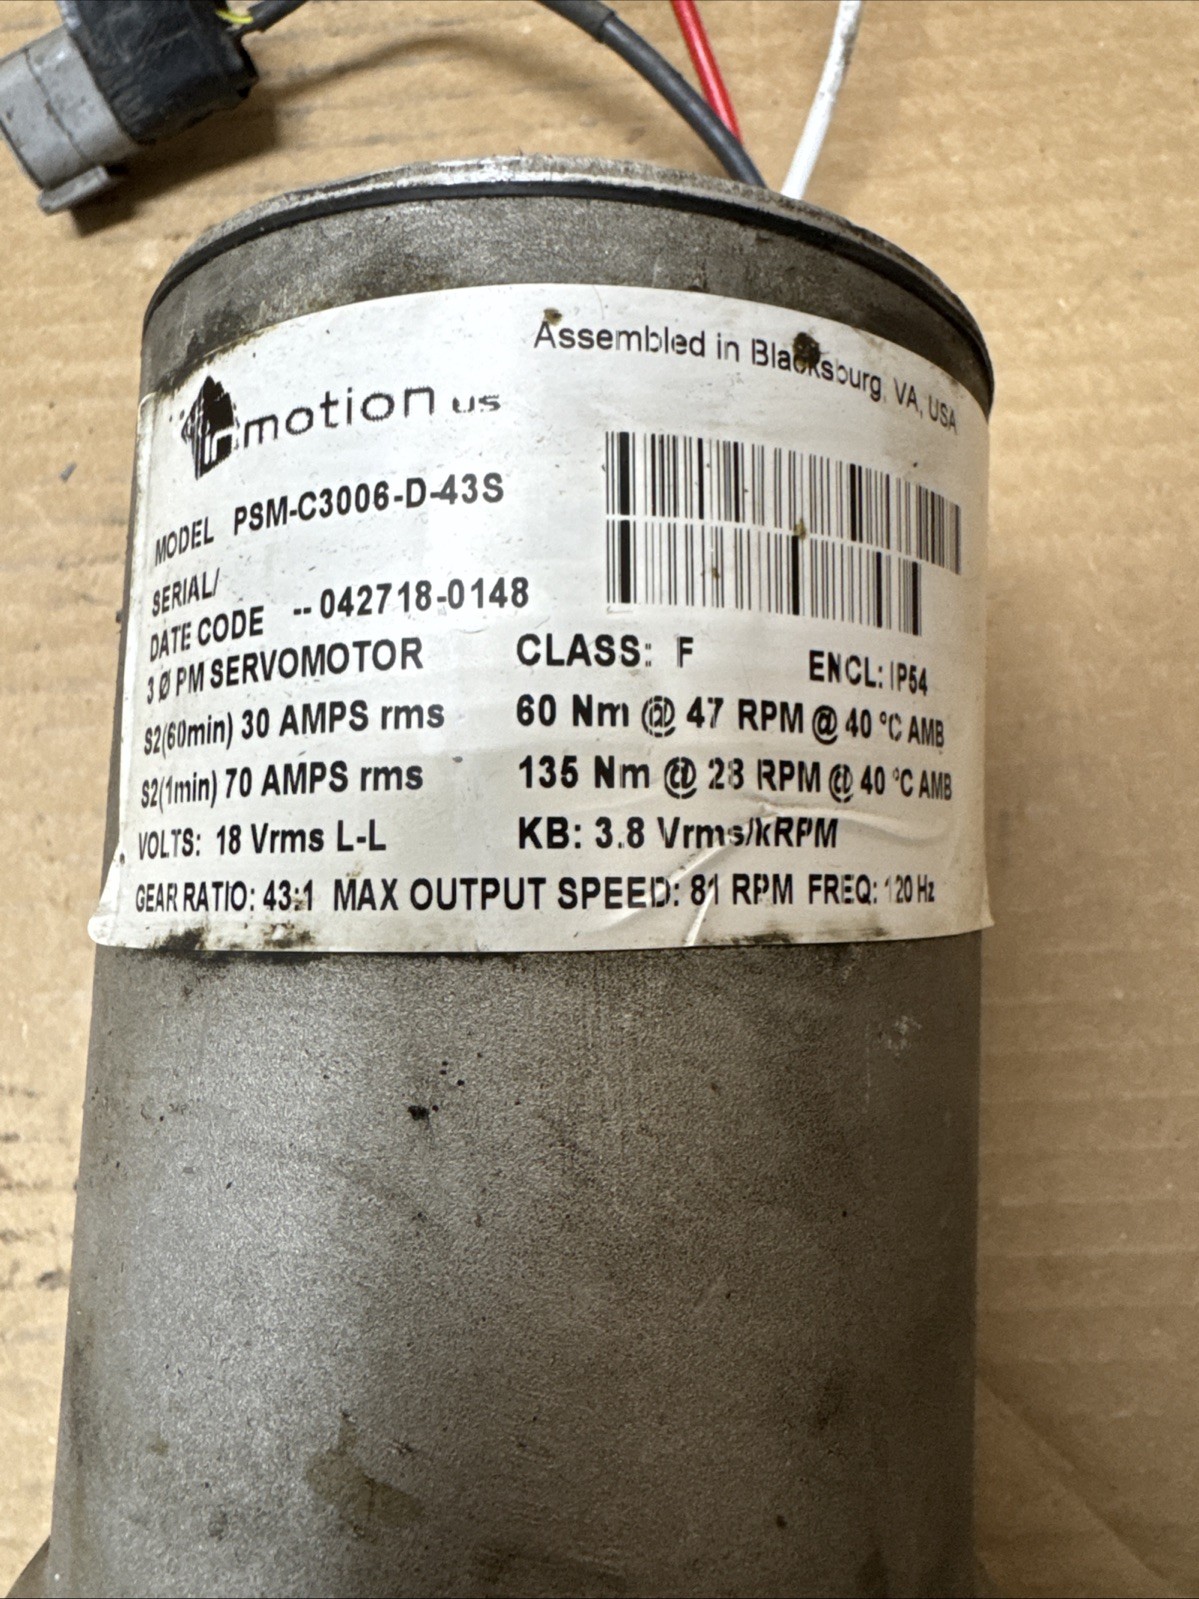 Assembled in Blacksburg, VA, USA
inmotion us
MODEL PSM-C3006-D-43S
SERIAL/
DATE CODE -- 042718-0148
3 Ø PM SERVOMOTOR CLASS: F ENCL: IP54
S2(60min) 30 AMPS rms 60 Nm @ 47 RPM @ 40 °C AMB
S2(1min) 70 AMPS rms 135 Nm @ 23 RPM @ 40 °C AMB
VOLTS: 18 Vrms L-L KB: 3.8 Vrms/kRPM
GEAR RATIO: 43:1 MAX OUTPUT SPEED: 81 RPM FREQ: 120 Hz